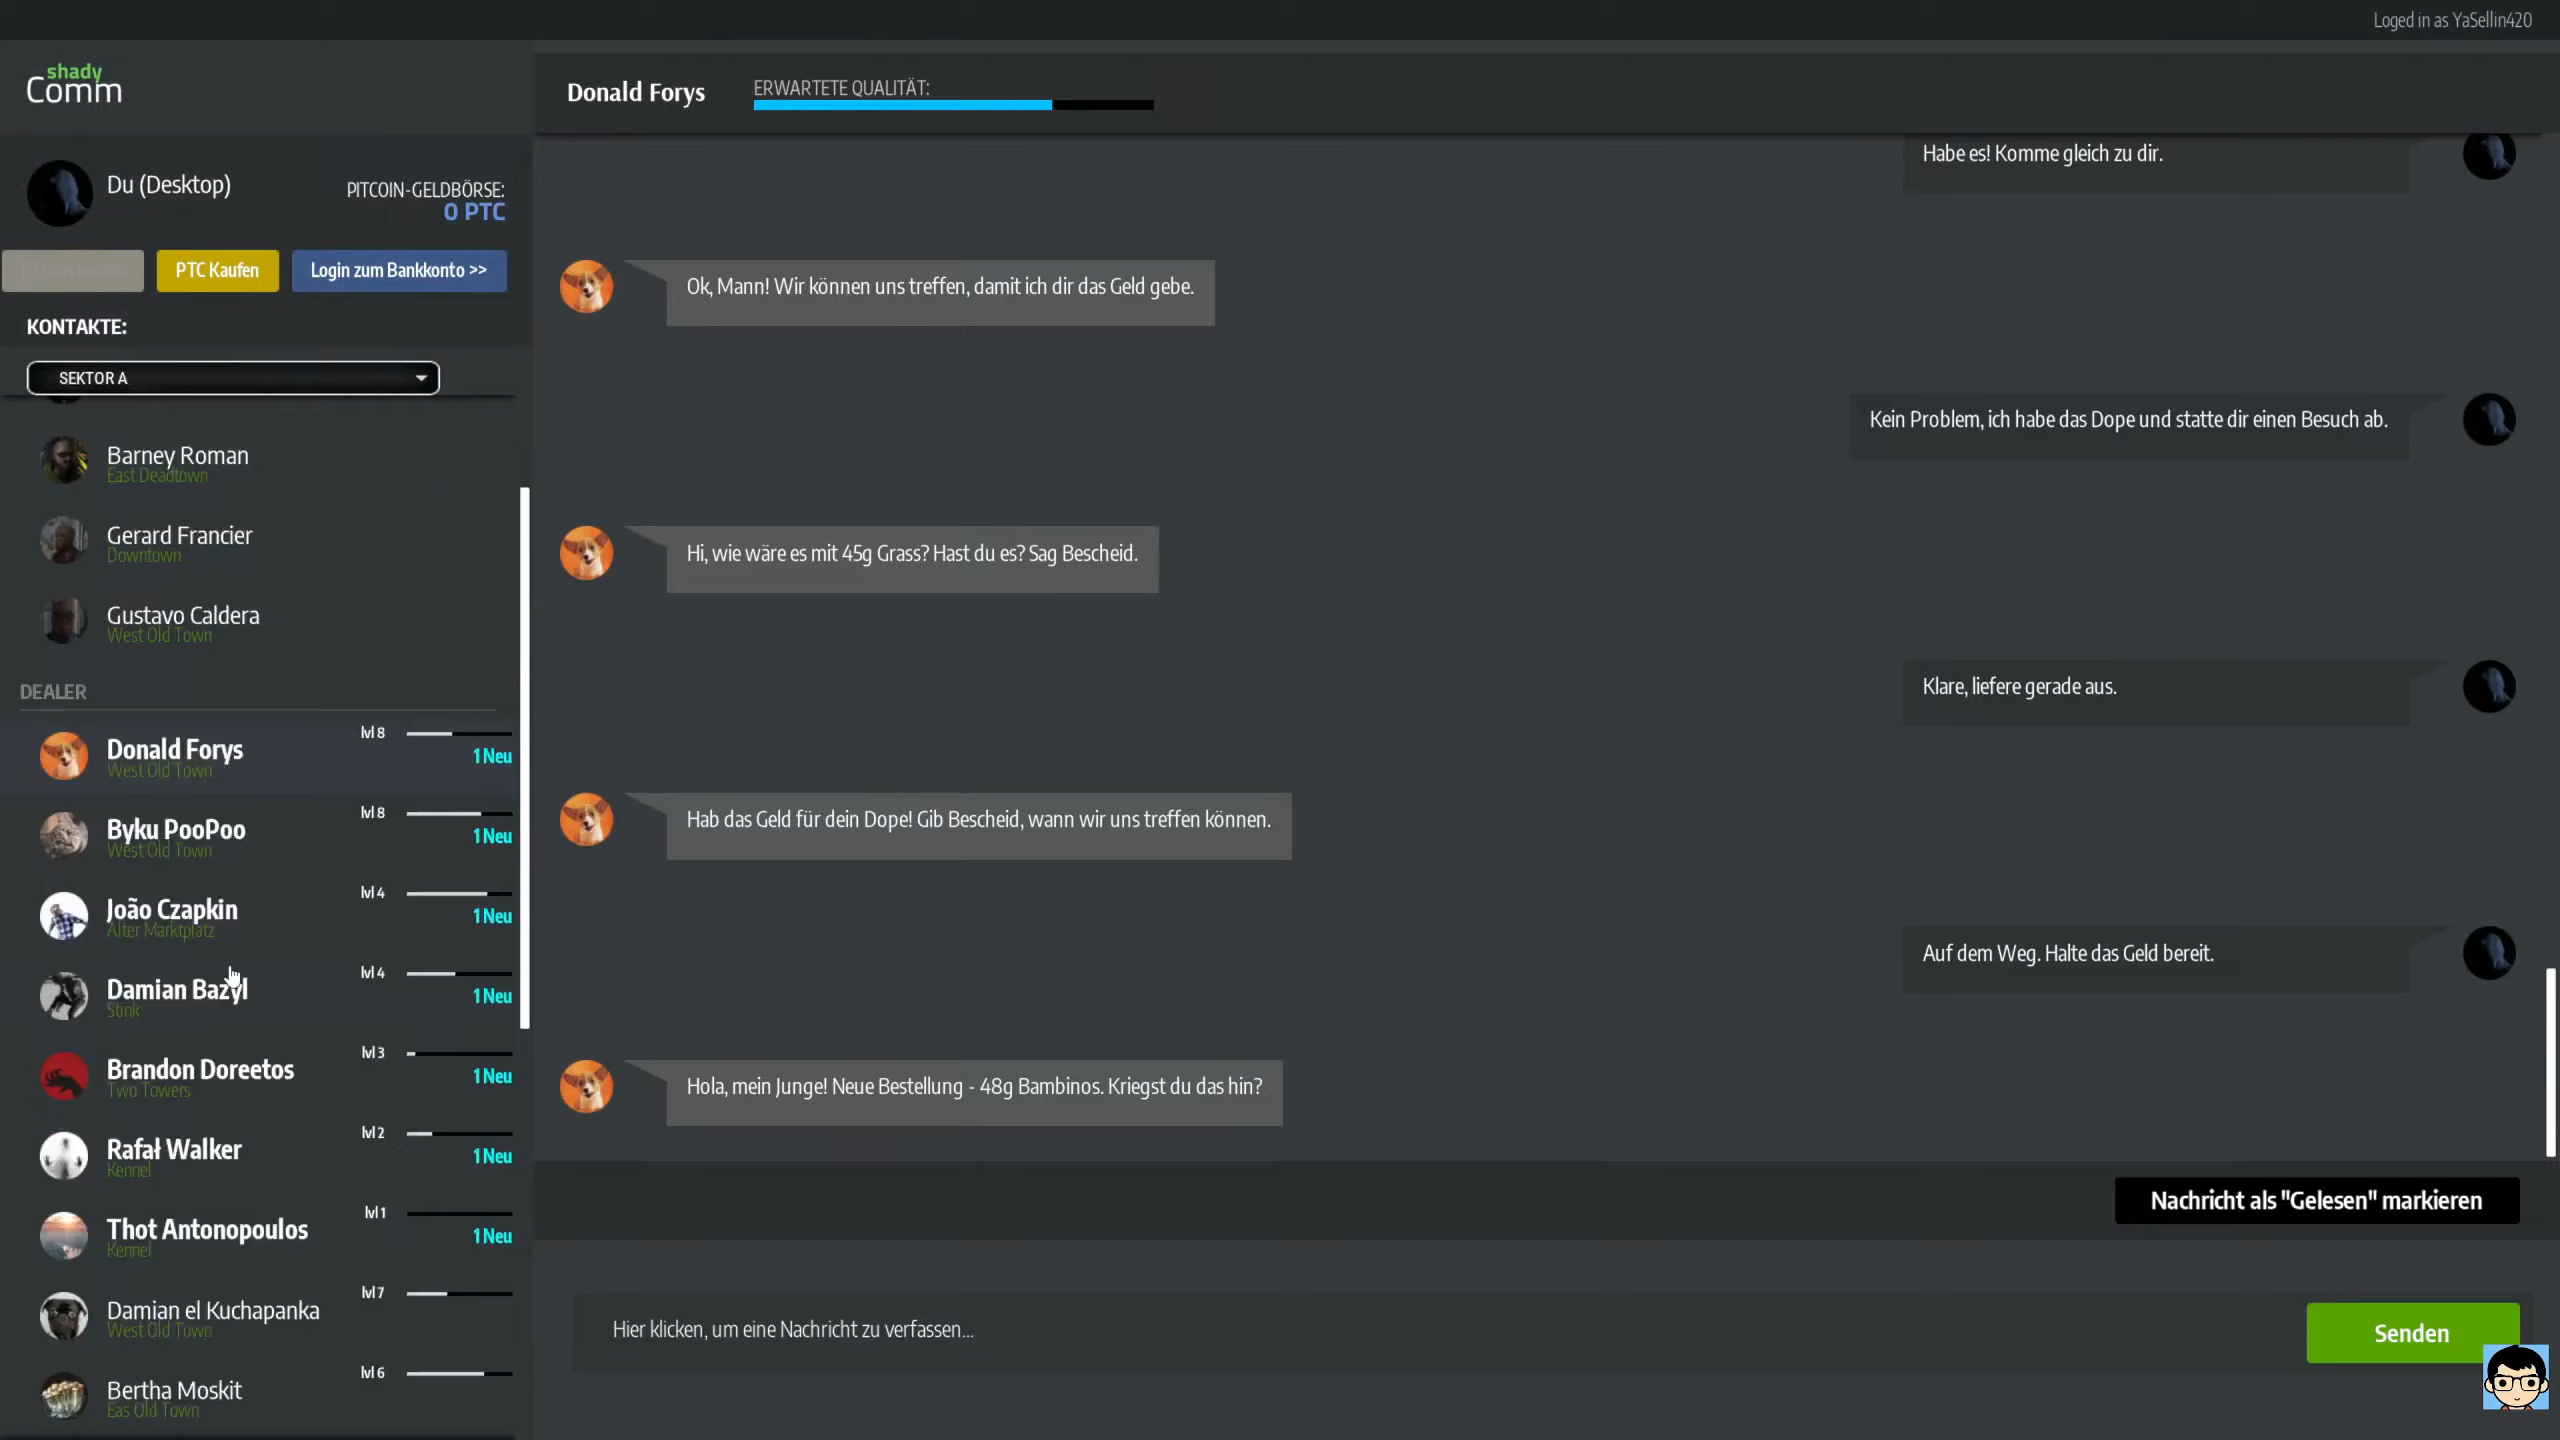 Loged in as YaSellin420
shady
Comm
Donald Forys
ERWARTETE QUALITÄT:
Du (Desktop)
PITCOIN-GELDBÖRSE:
0 PTC
PTC Kaufen
Login zum Bankkonto >>
KONTAKTE:
SEKTOR A
Barney Roman
East Deadtown
Gerard Francier
Downtown
Gustavo Caldera
West Old Town
DEALER
Donald Forys
West Old Town
lvl 8
1 Neu
Byku PooPoo
West Old Town
lvl 8
1 Neu
João Czapkin
Alter Marktplatz
lvl 4
1 Neu
Damian Bazyl
Stink
lvl 4
1 Neu
Brandon Doreetos
Two Towers
lvl 3
1 Neu
Rafał Walker
Kennel
lvl 2
1 Neu
Thot Antonopoulos
Kennel
lvl 1
1 Neu
Damian el Kuchapanka
West Old Town
lvl 7
Bertha Moskit
Eas Old Town
lvl 6
Habe es! Komme gleich zu dir.
Ok, Mann! Wir können uns treffen, damit ich dir das Geld gebe.
Kein Problem, ich habe das Dope und statte dir einen Besuch ab.
Hi, wie wäre es mit 45g Grass? Hast du es? Sag Bescheid.
Klare, liefere gerade aus.
Hab das Geld für dein Dope! Gib Bescheid, wann wir uns treffen können.
Auf dem Weg. Halte das Geld bereit.
Hola, mein Junge! Neue Bestellung - 48g Bambinos. Kriegst du das hin?
Nachricht als "Gelesen" markieren
Hier klicken, um eine Nachricht zu verfassen...
Senden